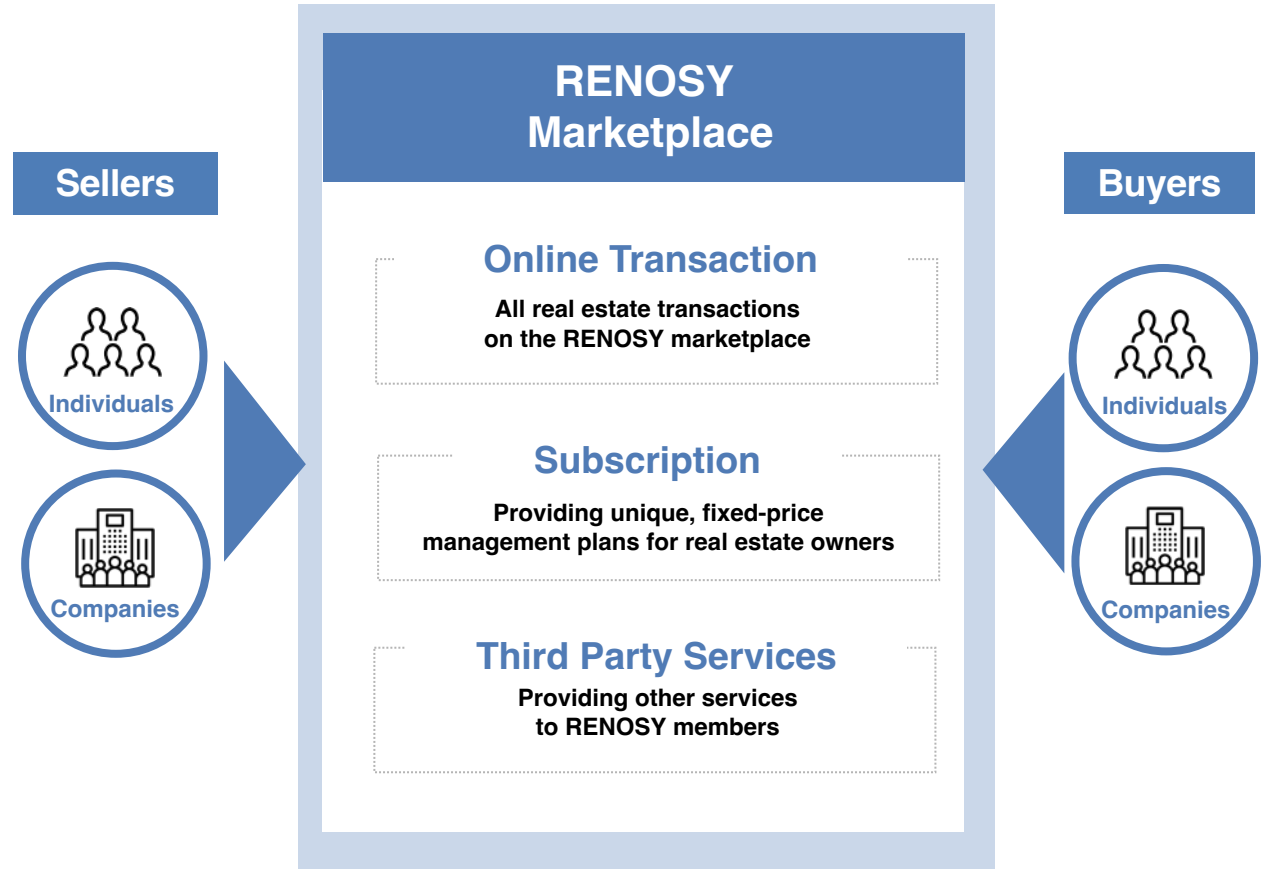 Sellers
Individuals
Companies
RENOSY
Marketplace
Online Transaction
All real estate transactions
on the RENOSY marketplace
Subscription
Providing unique, fixed-price
management plans for real estate owners
Third Party Services
Providing other services
to RENOSY members
Buyers
Individuals
Companies